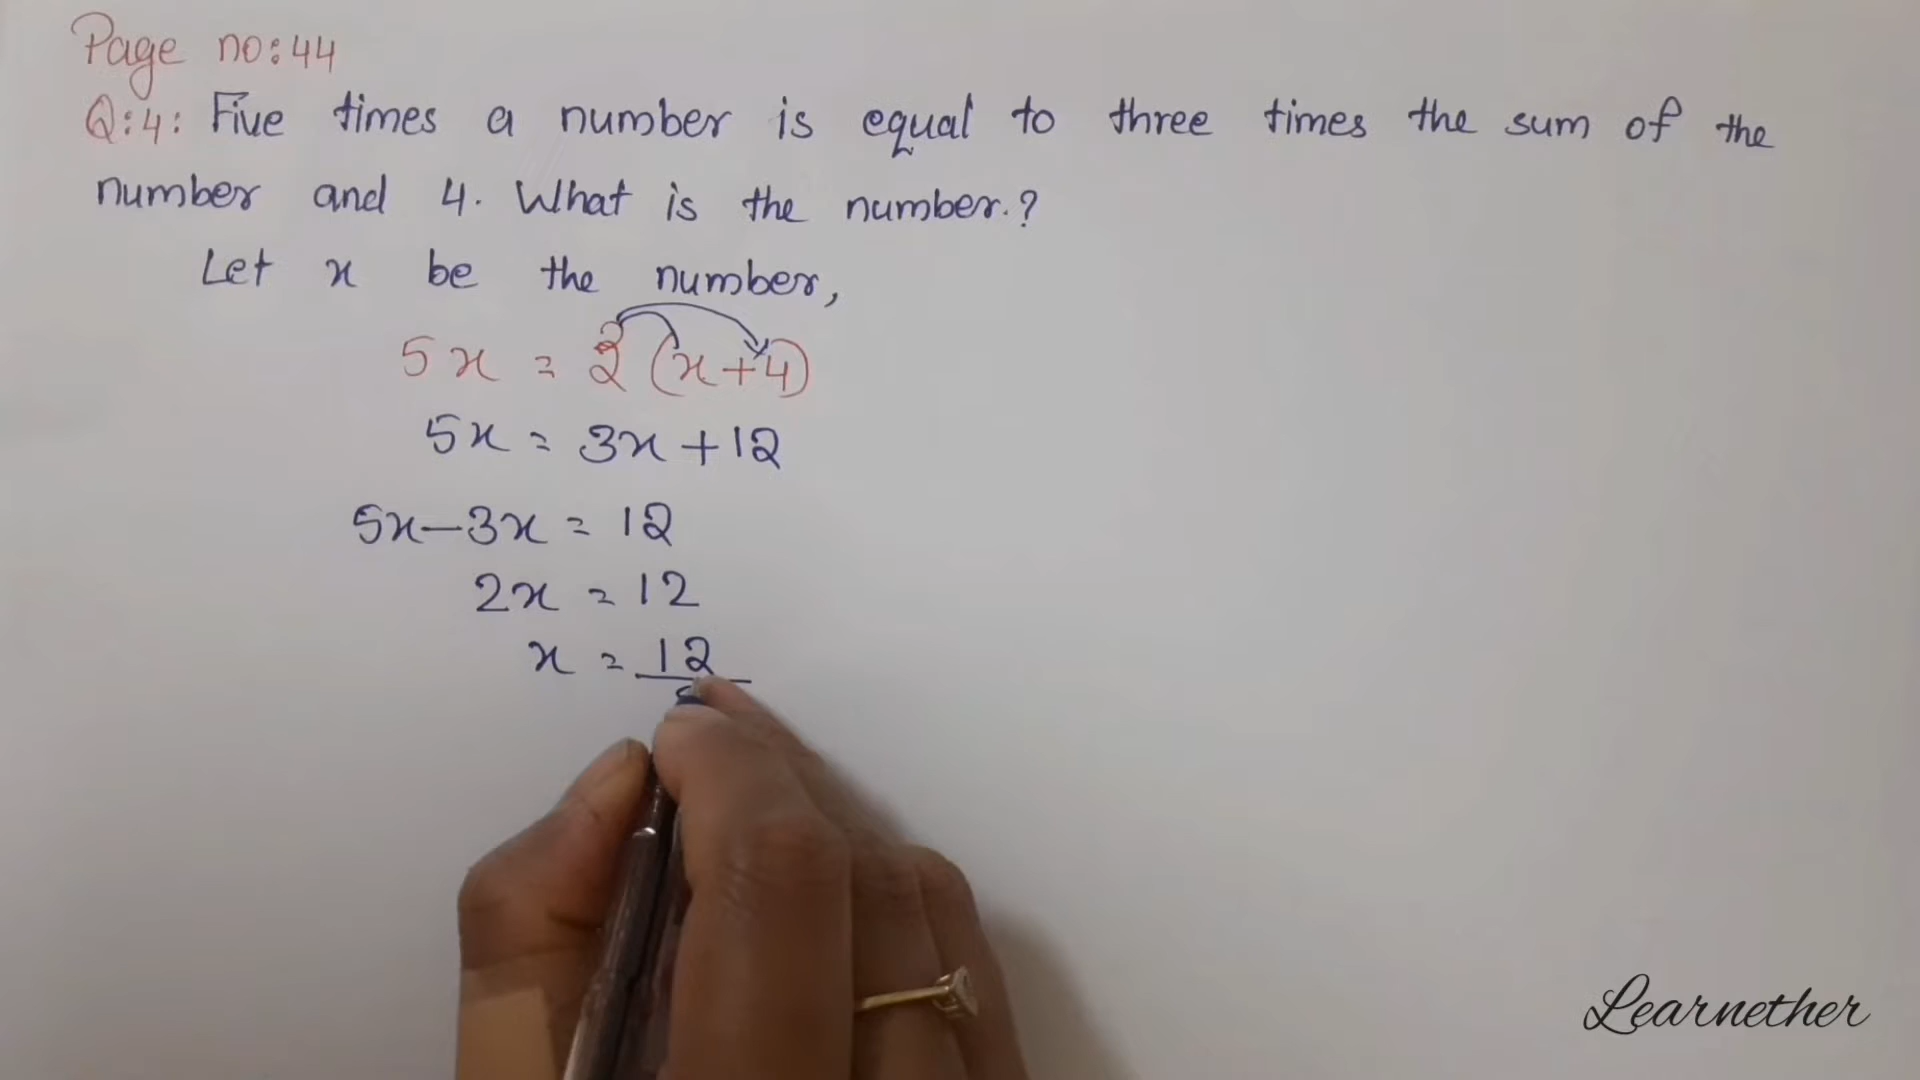 Page no:44
Q:4: Five times a number is equal to three times the sum of the
number and 4. What is the number.?
Let x be the number,
5x = 3 (x+4)
5x = 3x+12
5x-3x = 12
2x = 12
x = 12
Learnether